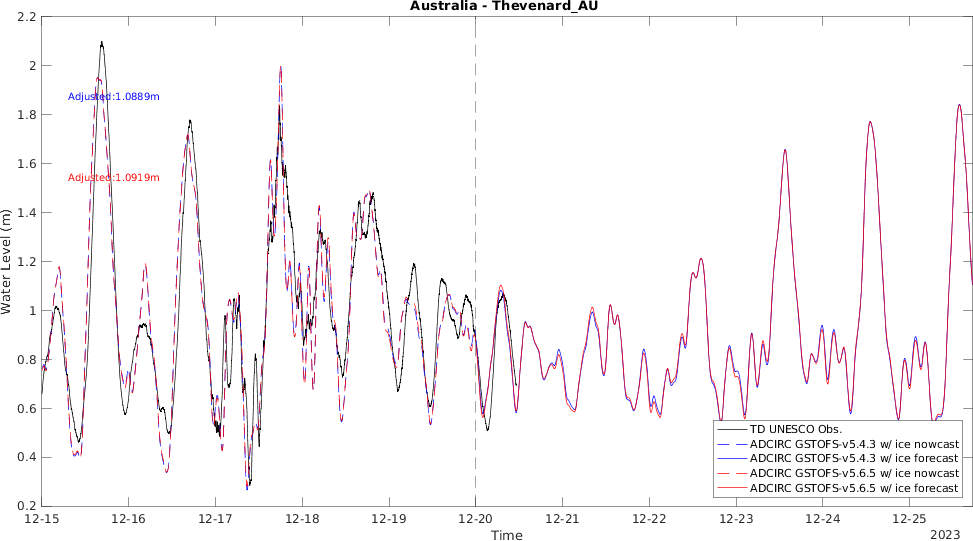 Australia - Thevenard_AU
2.2
2
1.8
1.6
1.4
1.2
1
0.8
0.6
0.4
0.2
Water Level (m)
Adjusted:1.0889m
Adjusted:1.0919m
TD UNESCO Obs.
ADCIRC GSTOFS-v5.4.3 w/ ice nowcast
ADCIRC GSTOFS-v5.4.3 w/ ice forecast
ADCIRC GSTOFS-v5.6.5 w/ ice nowcast
ADCIRC GSTOFS-v5.6.5 w/ ice forecast
12-15 12-16 12-17 12-18 12-19 12-20 12-21 12-22 12-23 12-24 12-25
Time
2023